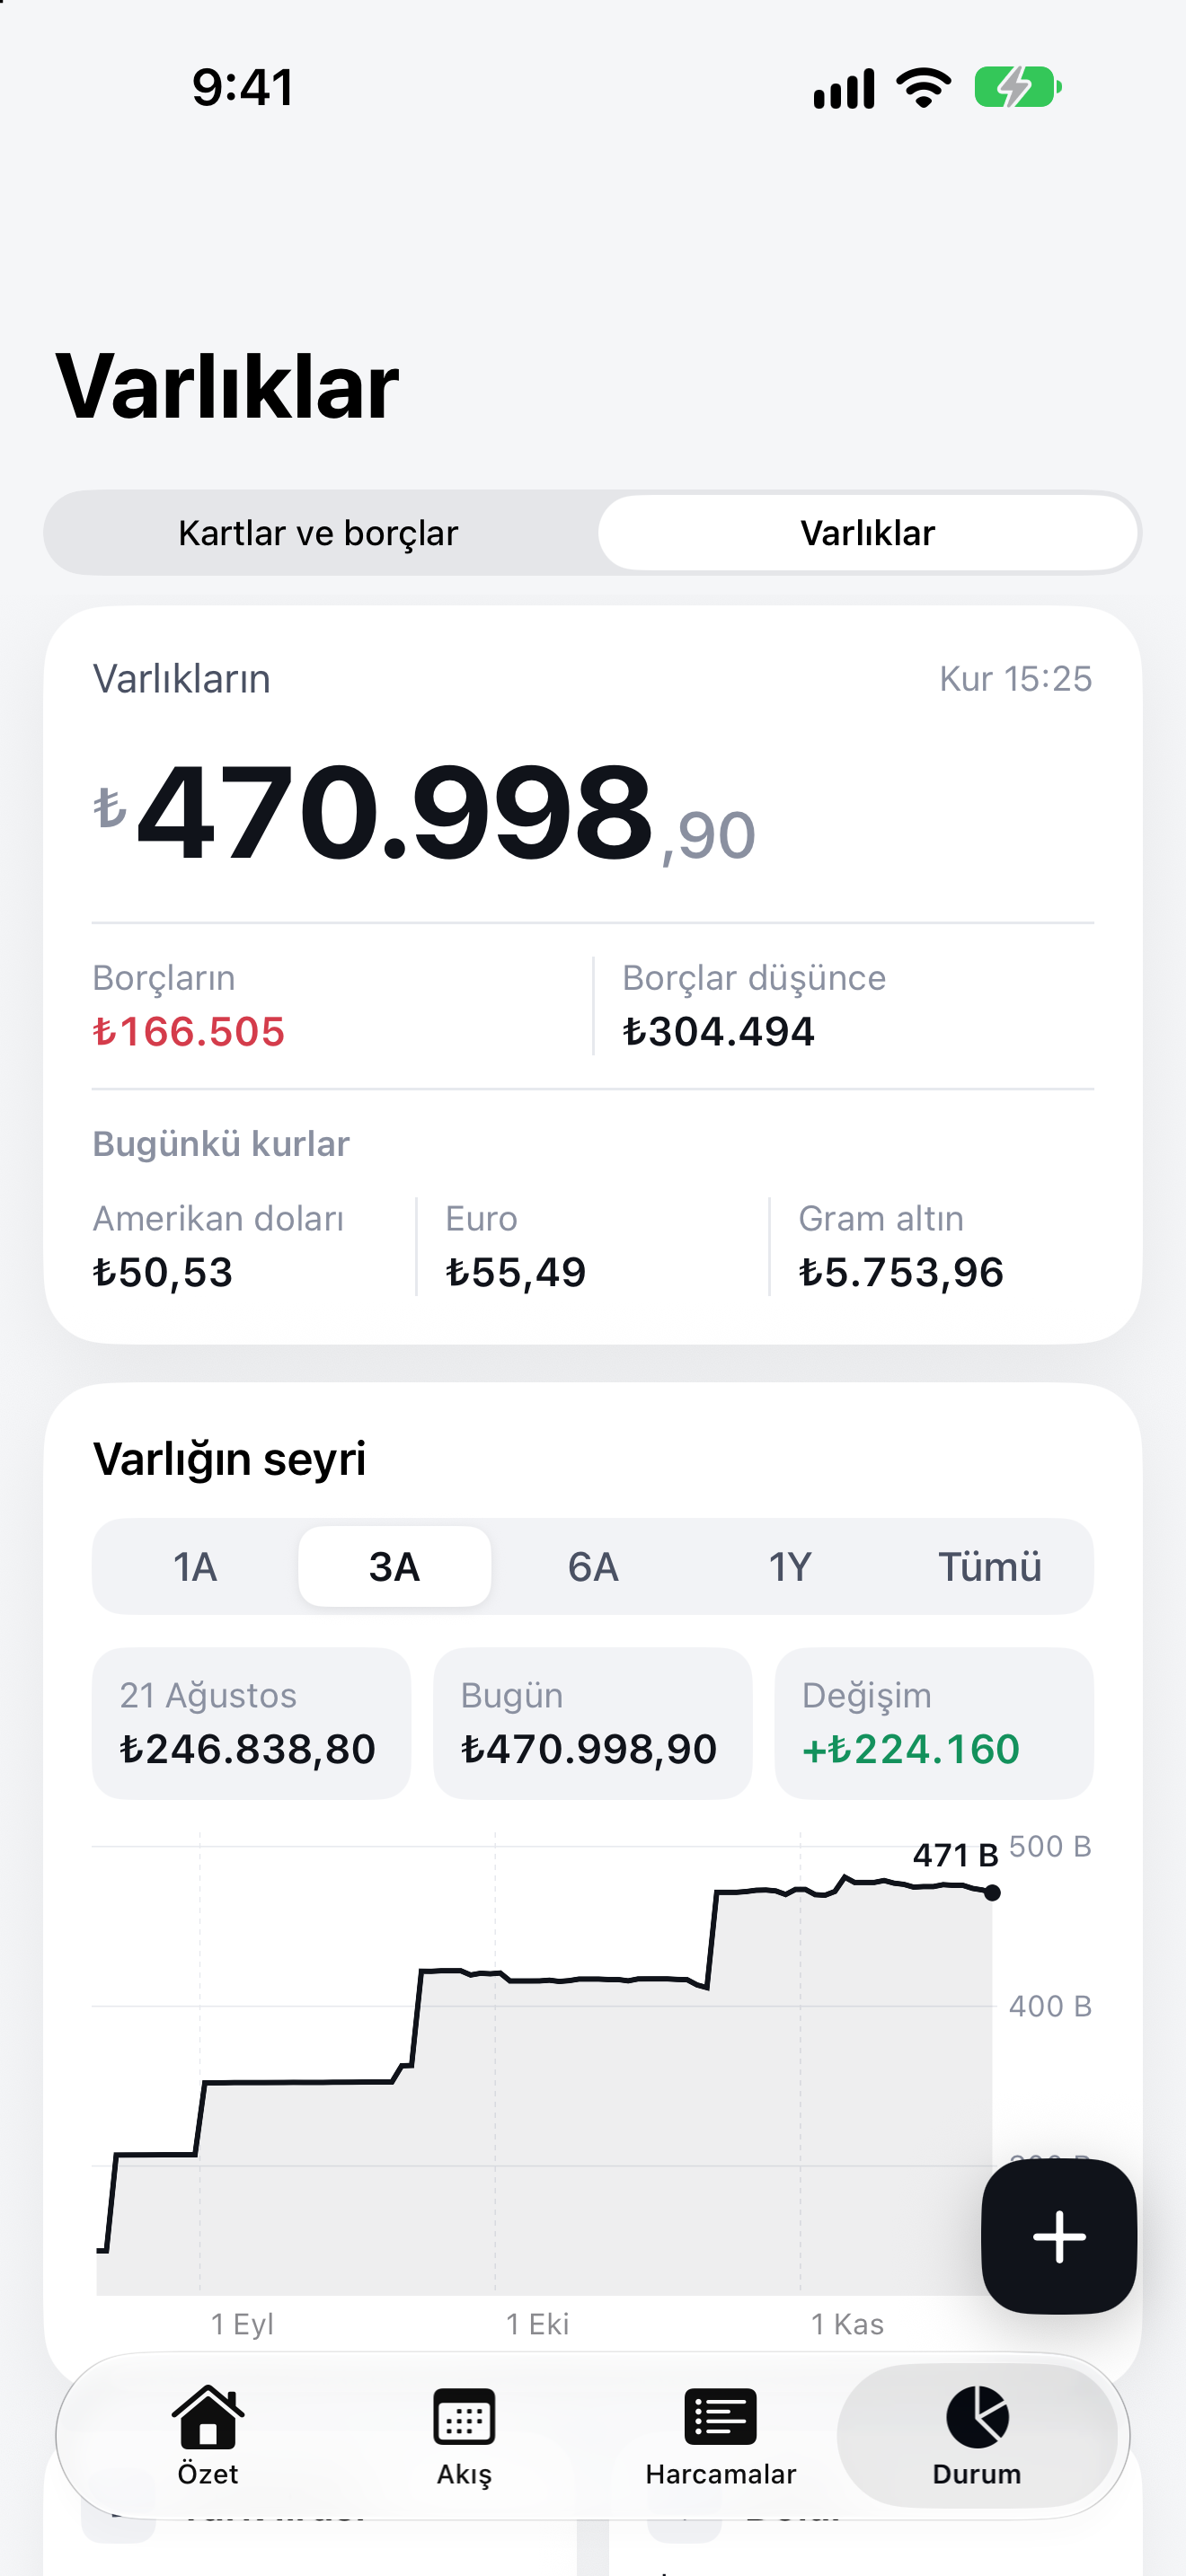 9:41
Varlıklar
Kartlar ve borçlar Varlıklar
Varlıkların Kur 15:25
₺470.998,90
Borçların Borçlar düşünce
₺166.505 ₺304.494
Bugünkü kurlar
Amerikan doları Euro Gram altın
₺50,53 ₺55,49 ₺5.753,96
Varlığın seyri
1A 3A 6A 1Y Tümü
21 Ağustos Bugün Değişim
₺246.838,80 ₺470.998,90 +₺224.160
471 B 500 B
400 B
1 Eyl 1 Eki 1 Kas
Özet Akış Harcamalar Durum